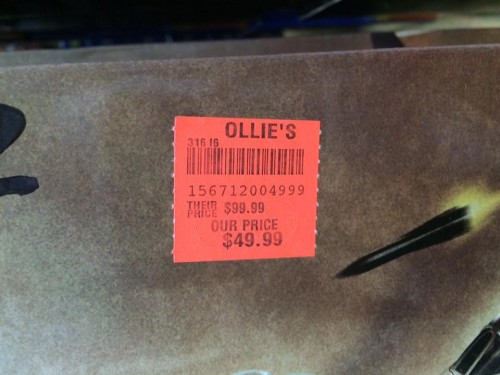 OLLIE'S
316 I6
156712004999
THEIR PRICE $99.99
OUR PRICE
$49.99